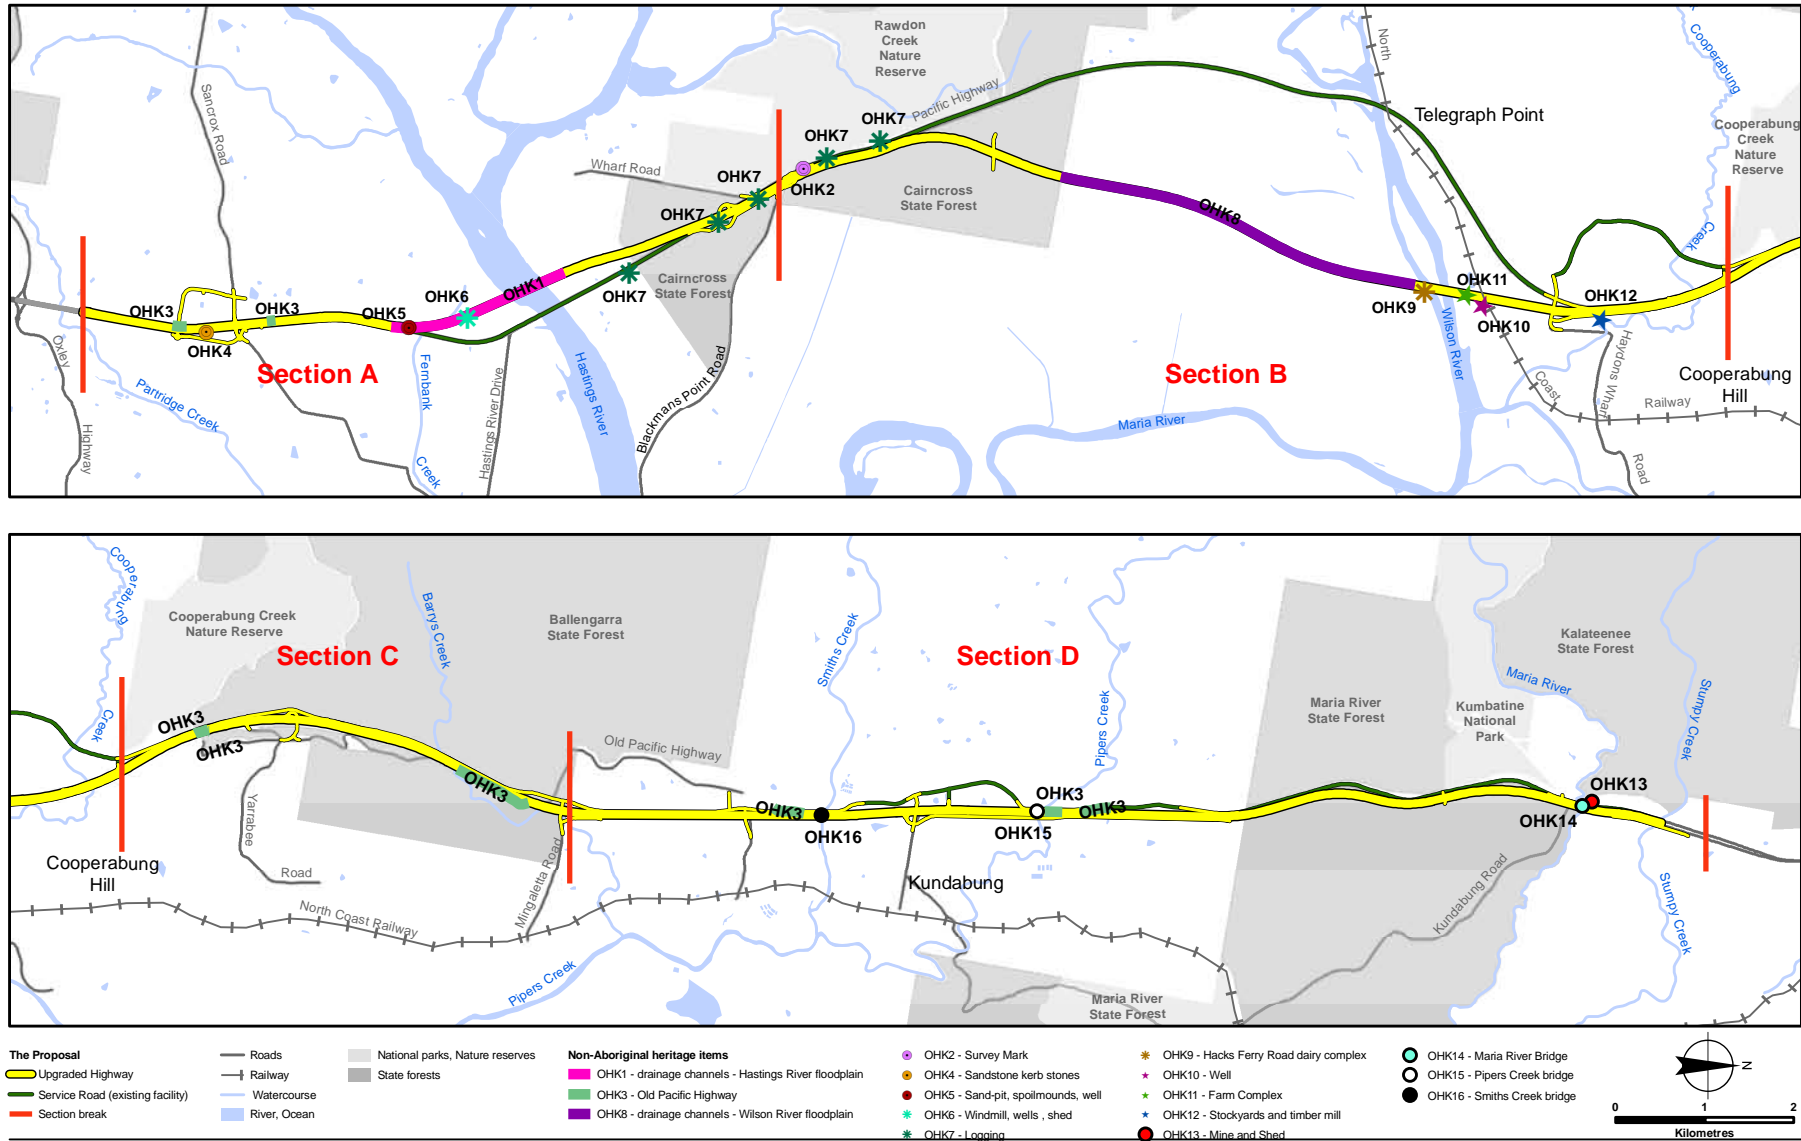 Rawdon
Creek
Nature
Reserve
North
Cooperabung
Creek
Pacific Highway
Telegraph Point
Cooperabung
Creek
Nature
Reserve
Sancrox Road
OHK7
OHK7
Wharf Road
OHK7
OHK2
Cairncross
State Forest
OHK7
OHK8
Cairncross
State Forest
OHK7
OHK6
OHK1
OHK3
OHK3
OHK5
OHK4
OHK11
OHK9
OHK10
OHK12
Section A
Section B
Oxley
Highway
Partridge Creek
Fernbank
Creek
Hastings River Drive
Hastings River
Blackmans Point Road
Maria River
Wilson River
Coast
Railway
Haydons Wharf
Road
Cooperabung
Hill
Cooperabung
Creek
Cooperabung Creek
Nature Reserve
Barrys Creek
Ballengarra
State Forest
Smiths Creek
Section C
Section D
Pipers Creek
Maria River
State Forest
Kumbatine
National
Park
Kalateenee
State Forest
Maria River
Stumpy Creek
OHK3
OHK3
OHK3
Old Pacific Highway
OHK3
OHK16
OHK3
OHK3
OHK15
OHK13
OHK14
Yarrabee
Road
Cooperabung
Hill
Mingaletta Road
North Coast Railway
Kundabung
Kundabung Road
Stumpy Creek
Pipers Creek
Maria River
State Forest
The Proposal
Upgraded Highway
Service Road (existing facility)
Section break
Roads
Railway
Watercourse
River, Ocean
National parks, Nature reserves
State forests
Non-Aboriginal heritage items
OHK1 - drainage channels - Hastings River floodplain
OHK3 - Old Pacific Highway
OHK8 - drainage channels - Wilson River floodplain
OHK2 - Survey Mark
OHK4 - Sandstone kerb stones
OHK5 - Sand-pit, spoilmounds, well
OHK6 - Windmill, wells , shed
OHK7 - Logging
OHK9 - Hacks Ferry Road dairy complex
OHK10 - Well
OHK11 - Farm Complex
OHK12 - Stockyards and timber mill
OHK13 - Mine and Shed
OHK14 - Maria River Bridge
OHK15 - Pipers Creek bridge
OHK16 - Smiths Creek bridge
N
0 1 2
Kilometres